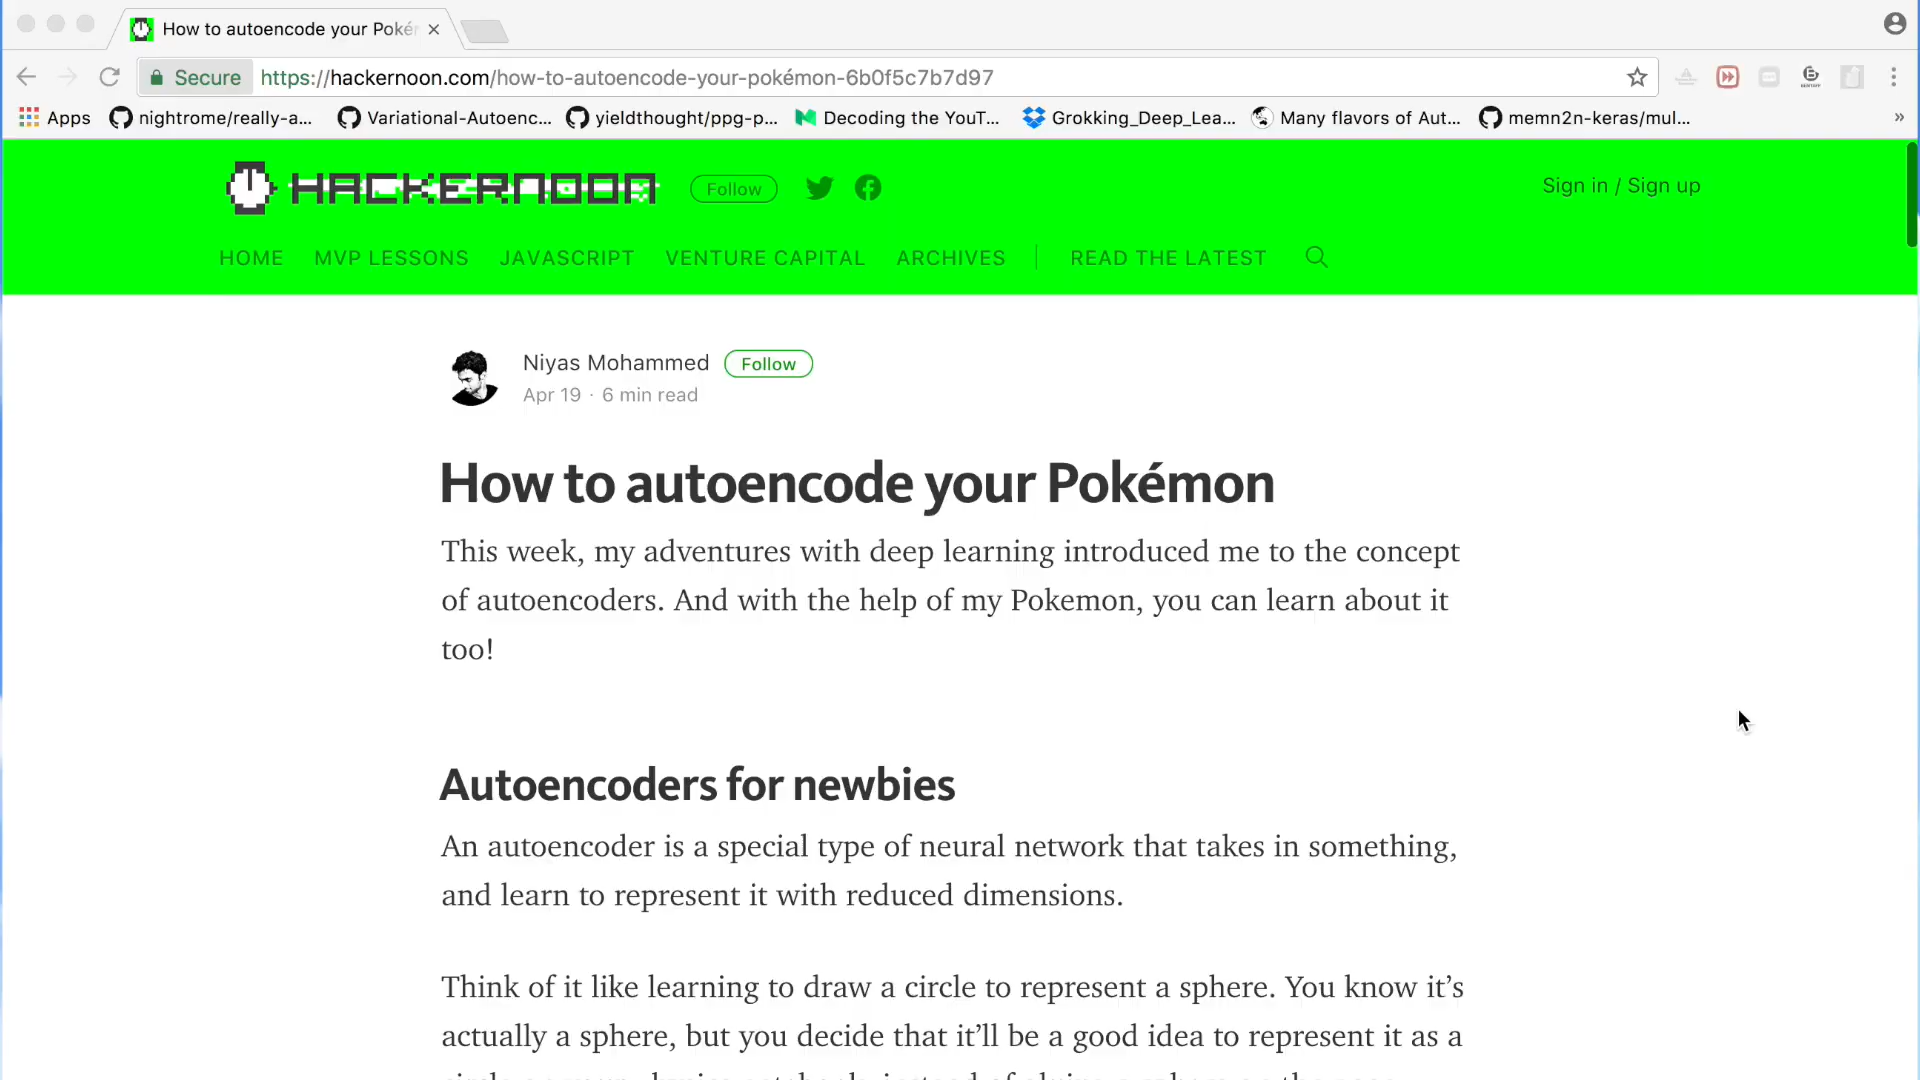 How to autoencode your Poké
Secure https://hackernoon.com/how-to-autoencode-your-pokémon-6b0f5c7b7d97
Apps nightrome/really-a... Variational-Autoenc... yieldthought/ppg-p... Decoding the YouT... Grokking_Deep_Lea... Many flavors of Aut... memn2n-keras/mul... »
HACKERNOON Follow Sign in / Sign up
HOME MVP LESSONS JAVASCRIPT VENTURE CAPITAL ARCHIVES READ THE LATEST
Niyas Mohammed Follow
Apr 19 · 6 min read
How to autoencode your Pokémon
This week, my adventures with deep learning introduced me to the concept
of autoencoders. And with the help of my Pokemon, you can learn about it
too!
Autoencoders for newbies
An autoencoder is a special type of neural network that takes in something,
and learn to represent it with reduced dimensions.
Think of it like learning to draw a circle to represent a sphere. You know it’s
actually a sphere, but you decide that it’ll be a good idea to represent it as a